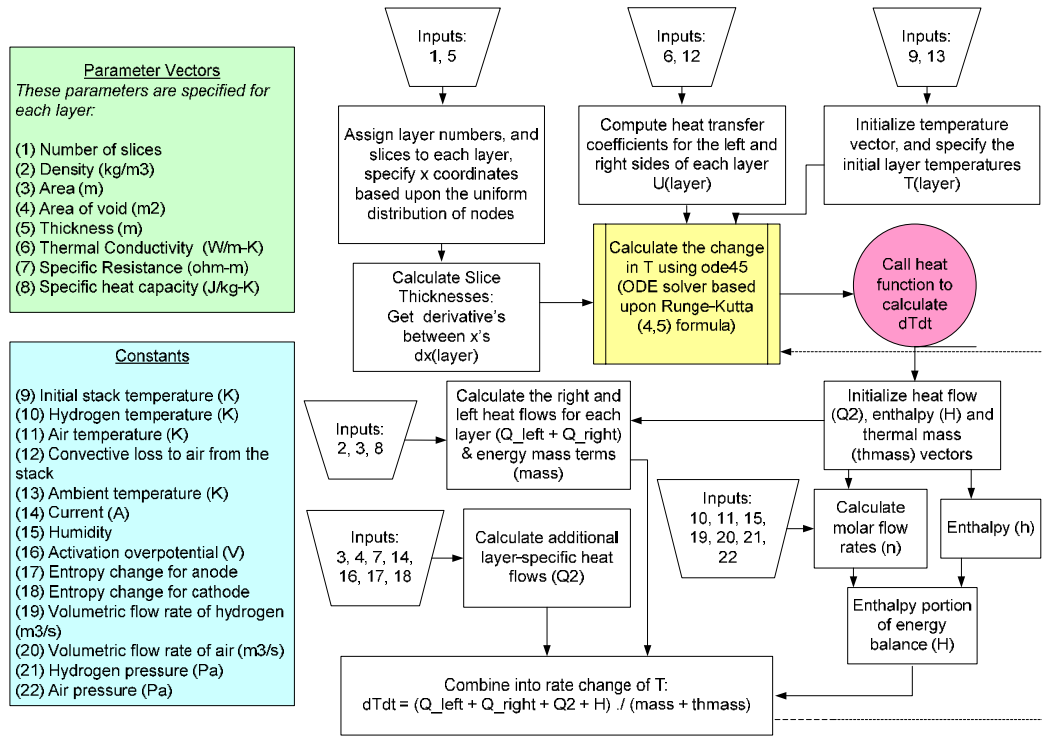 Parameter Vectors
These parameters are specified for
each layer:
(1) Number of slices
(2) Density (kg/m3)
(3) Area (m)
(4) Area of void (m2)
(5) Thickness (m)
(6) Thermal Conductivity (W/m-K)
(7) Specific Resistance (ohm-m)
(8) Specific heat capacity (J/kg-K)
Constants
(9) Initial stack temperature (K)
(10) Hydrogen temperature (K)
(11) Air temperature (K)
(12) Convective loss to air from the
stack
(13) Ambient temperature (K)
(14) Current (A)
(15) Humidity
(16) Activation overpotential (V)
(17) Entropy change for anode
(18) Entropy change for cathode
(19) Volumetric flow rate of hydrogen
(m3/s)
(20) Volumetric flow rate of air (m3/s)
(21) Hydrogen pressure (Pa)
(22) Air pressure (Pa)
Inputs:
1, 5
Inputs:
6, 12
Inputs:
9, 13
Assign layer numbers, and
slices to each layer,
specify x coordinates
based upon the uniform
distribution of nodes
Compute heat transfer
coefficients for the left and
right sides of each layer
U(layer)
Initialize temperature
vector, and specify the
initial layer temperatures
T(layer)
Calculate Slice
Thicknesses:
Get derivative's
between x's
dx(layer)
Calculate the change
in T using ode45
(ODE solver based
upon Runge-Kutta
(4,5) formula)
Call heat
function to
calculate
dTdt
Inputs:
2, 3, 8
Calculate the right and
left heat flows for each
layer (Q_left + Q_right)
& energy mass terms
(mass)
Initialize heat flow
(Q2), enthalpy (H) and
thermal mass
(thmass) vectors
Inputs:
3, 4, 7, 14,
16, 17, 18
Calculate additional
layer-specific heat
flows (Q2)
Inputs:
10, 11, 15,
19, 20, 21,
22
Calculate
molar flow
rates (n)
Enthalpy (h)
Enthalpy portion
of energy
balance (H)
Combine into rate change of T:
dTdt = (Q_left + Q_right + Q2 + H) ./ (mass + thmass)